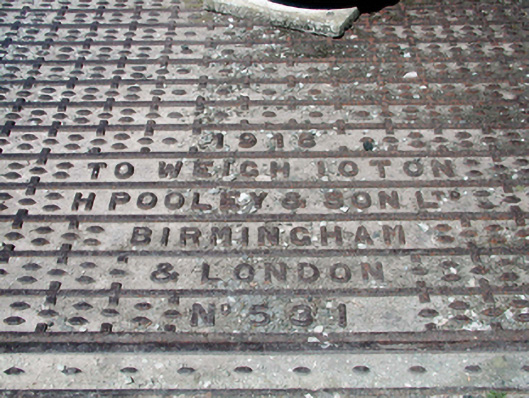 1916
TO WEIGH 10 TON
H POOLEY & SON LTD
BIRMINGHAM
& LONDON
No 531